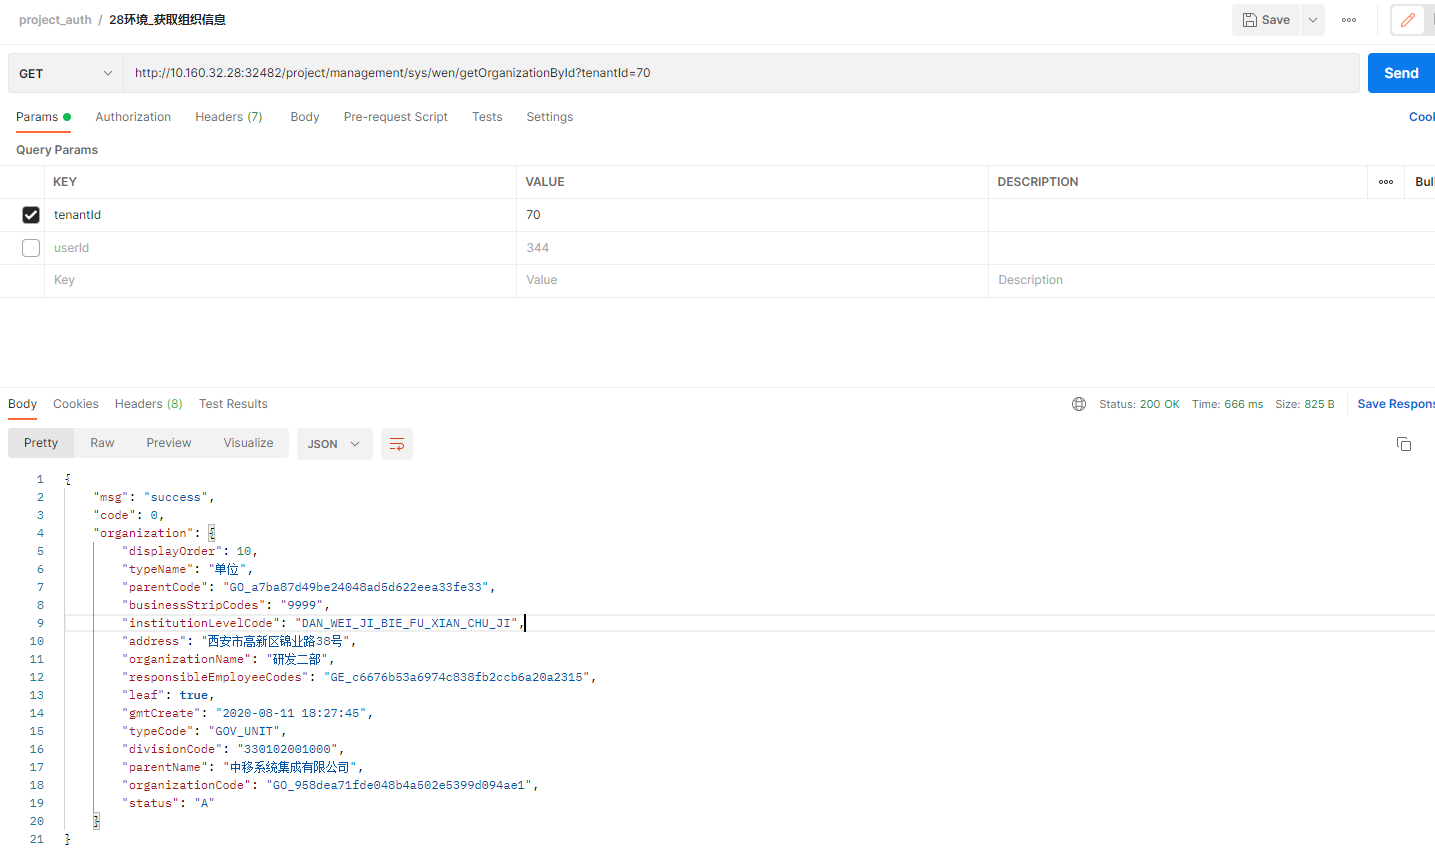 project_auth / 28环境_获取组织信息
Save
GET
http://10.160.32.28:32482/project/management/sys/wen/getOrganizationById?tenantId=70
Send
Params Authorization Headers (7) Body Pre-request Script Tests Settings
Cool
Query Params
KEY VALUE DESCRIPTION
Bul
tenantId 70
userId 344
Key Value Description
Body Cookies Headers (8) Test Results
Status: 200 OK Time: 666 ms Size: 825 B
Save Respons
Pretty Raw Preview Visualize JSON
1 {
2 "msg": "success",
3 "code": 0,
4 "organization": {
5 "displayOrder": 10,
6 "typeName": "单位",
7 "parentCode": "GO_a7ba87d49be24048ad5d622eea33fe33",
8 "businessStripCodes": "9999",
9 "institutionLevelCode": "DAN_WEI_JI_BIE_FU_XIAN_CHU_JI",
10 "address": "西安市高新区锦业路38号",
11 "organizationName": "研发二部",
12 "responsibleEmployeeCodes": "GE_c6676b53a6974c838fb2ccb6a20a2315",
13 "leaf": true,
14 "gmtCreate": "2020-08-11 18:27:45",
15 "typeCode": "GOV_UNIT",
16 "divisionCode": "330102001000",
17 "parentName": "中移系统集成有限公司",
18 "organizationCode": "GO_958dea71fde048b4a502e5399d094ae1",
19 "status": "A"
20 }
21 }